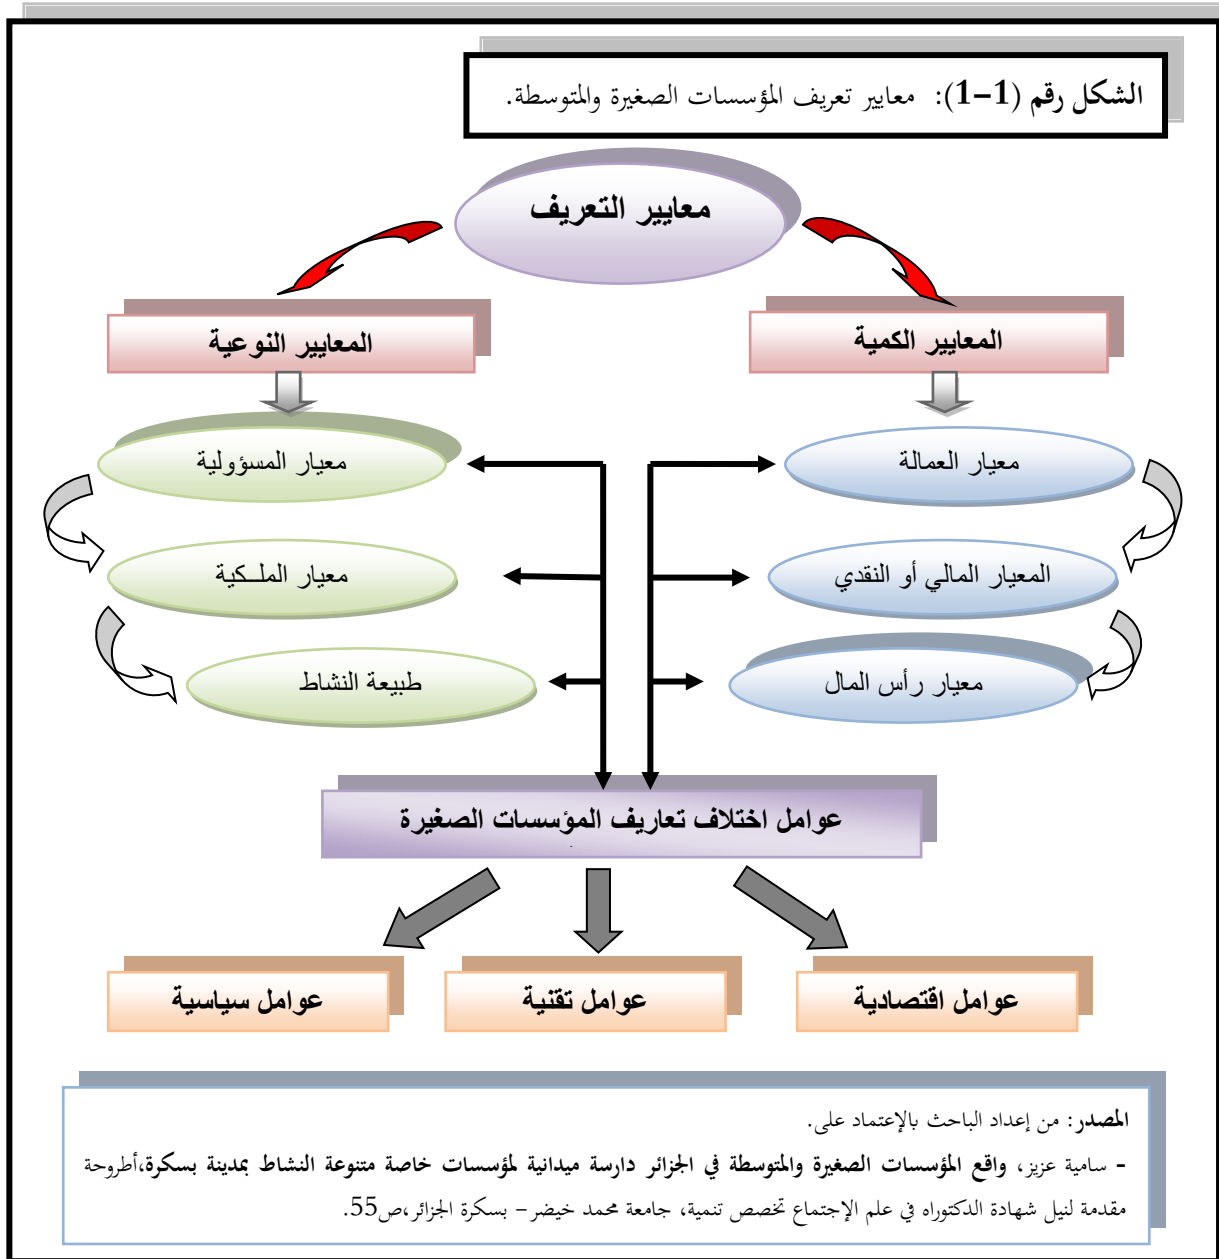 الشكل رقم (1-1): معايير تعريف المؤسسات الصغيرة والمتوسطة.
معايير التعريف
المعايير الكمية
المعايير النوعية
معيار العمالة
معيار المسؤولية
المعيار المالي أو النقدي
معيار الملــكية
معيار رأس المال
طبيعة النشاط
عوامل اختلاف تعاريف المؤسسات الصغيرة
عوامل اقتصادية
عوامل تقنية
عوامل سياسية
المصدر: من إعداد الباحث بالإعتماد على.
- سامية عزيز، واقع المؤسسات الصغيرة والمتوسطة في الجزائر دارسة ميدانية لمؤسسات خاصة متنوعة النشاط بمدينة بسكرة،أطروحة
مقدمة لنيل شهادة الدكتوراه في علم الإجتماع تخصص تنمية، جامعة محمد خيضر- بسكرة الجزائر،ص55.